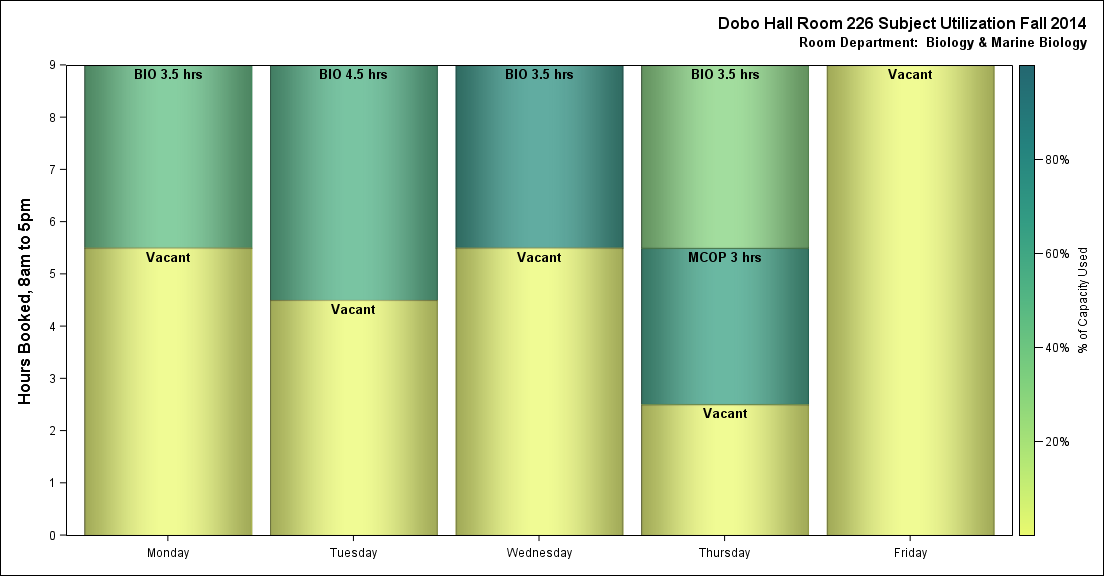 Dobo Hall Room 226 Subject Utilization Fall 2014
Room Department: Biology & Marine Biology
Hours Booked, 8am to 5pm
9
8
7
6
5
4
3
2
1
0
BIO 3.5 hrs
Vacant
BIO 4.5 hrs
Vacant
BIO 3.5 hrs
Vacant
BIO 3.5 hrs
MCOP 3 hrs
Vacant
Vacant
Monday
Tuesday
Wednesday
Thursday
Friday
80%
60%
40%
20%
% of Capacity Used